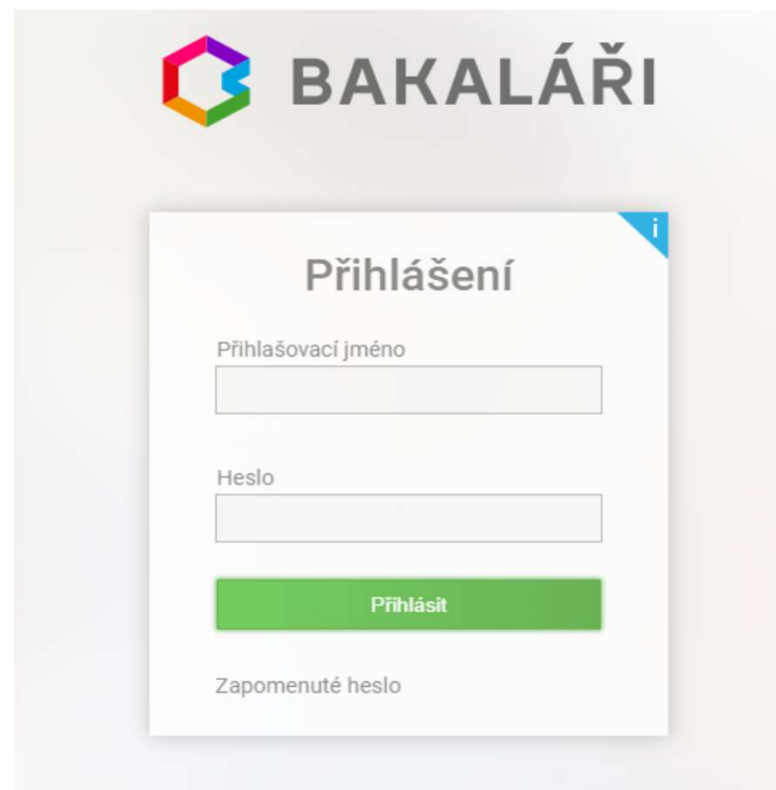 BAKALÁŘI
i
Přihlášení
Přihlašovací jméno
Heslo
Přihlásit
Zapomenuté heslo